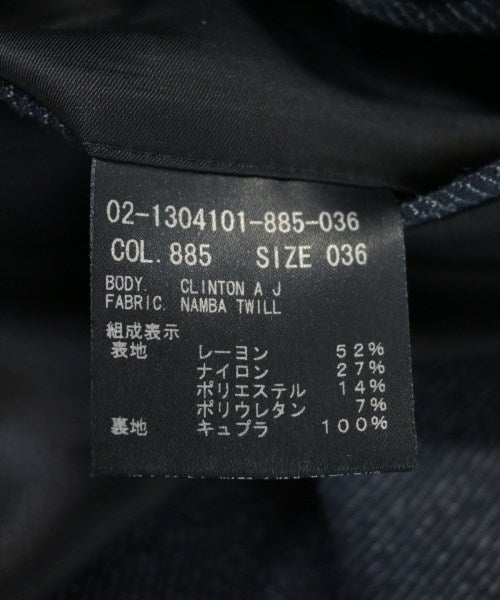 02-1304101-885-036
COL. 885 SIZE 036
BODY. CLINTON A J
FABRIC. NAMBA TWILL
組成表示
表地 レーヨン 52%
ナイロン 27%
ポリエステル 14%
ポリウレタン 7%
裏地 キュプラ 100%